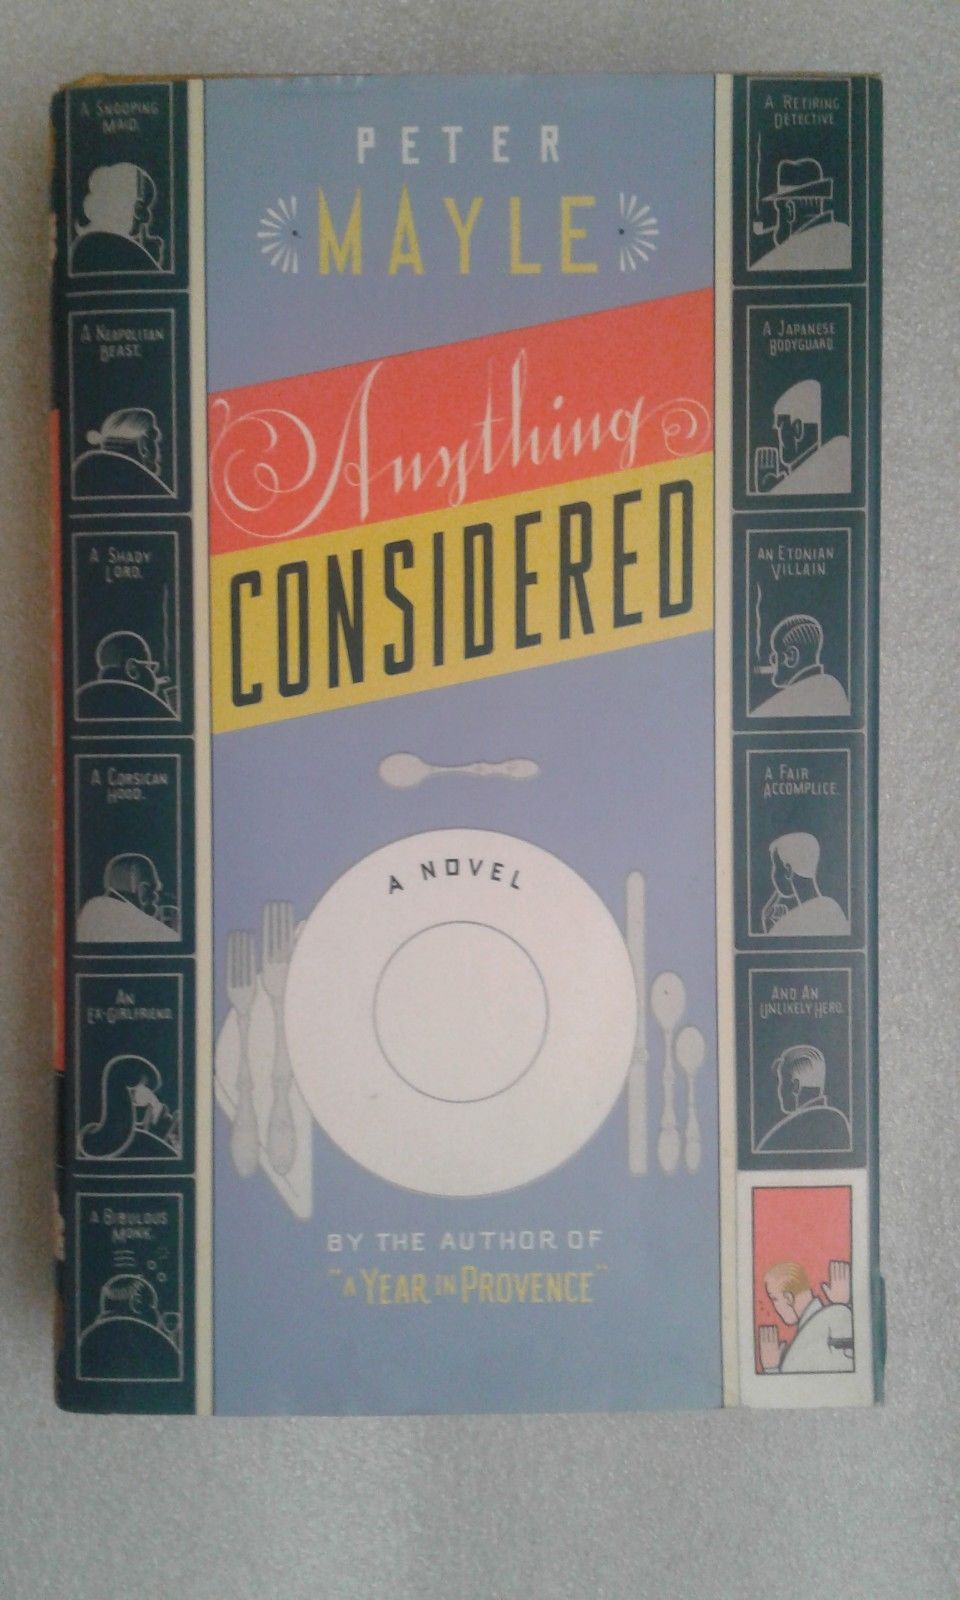 PETER
MAYLE
Anything
CONSIDERED
A NOVEL
BY THE AUTHOR OF
"A YEAR IN PROVENCE"
A SNOOPING
MAID.
A NEAPOLITAN
BEAST.
A SHADY
LORD.
A CORSICAN
HOOD.
AN
EX-GIRLFRIEND.
A BIBULOUS
MONK.
A RETIRING
DETECTIVE
A JAPANESE
BODYGUARD.
AN ETONIAN
VILLAIN.
A FAIR
ACCOMPLICE.
AND AN
UNLIKELY HERO.